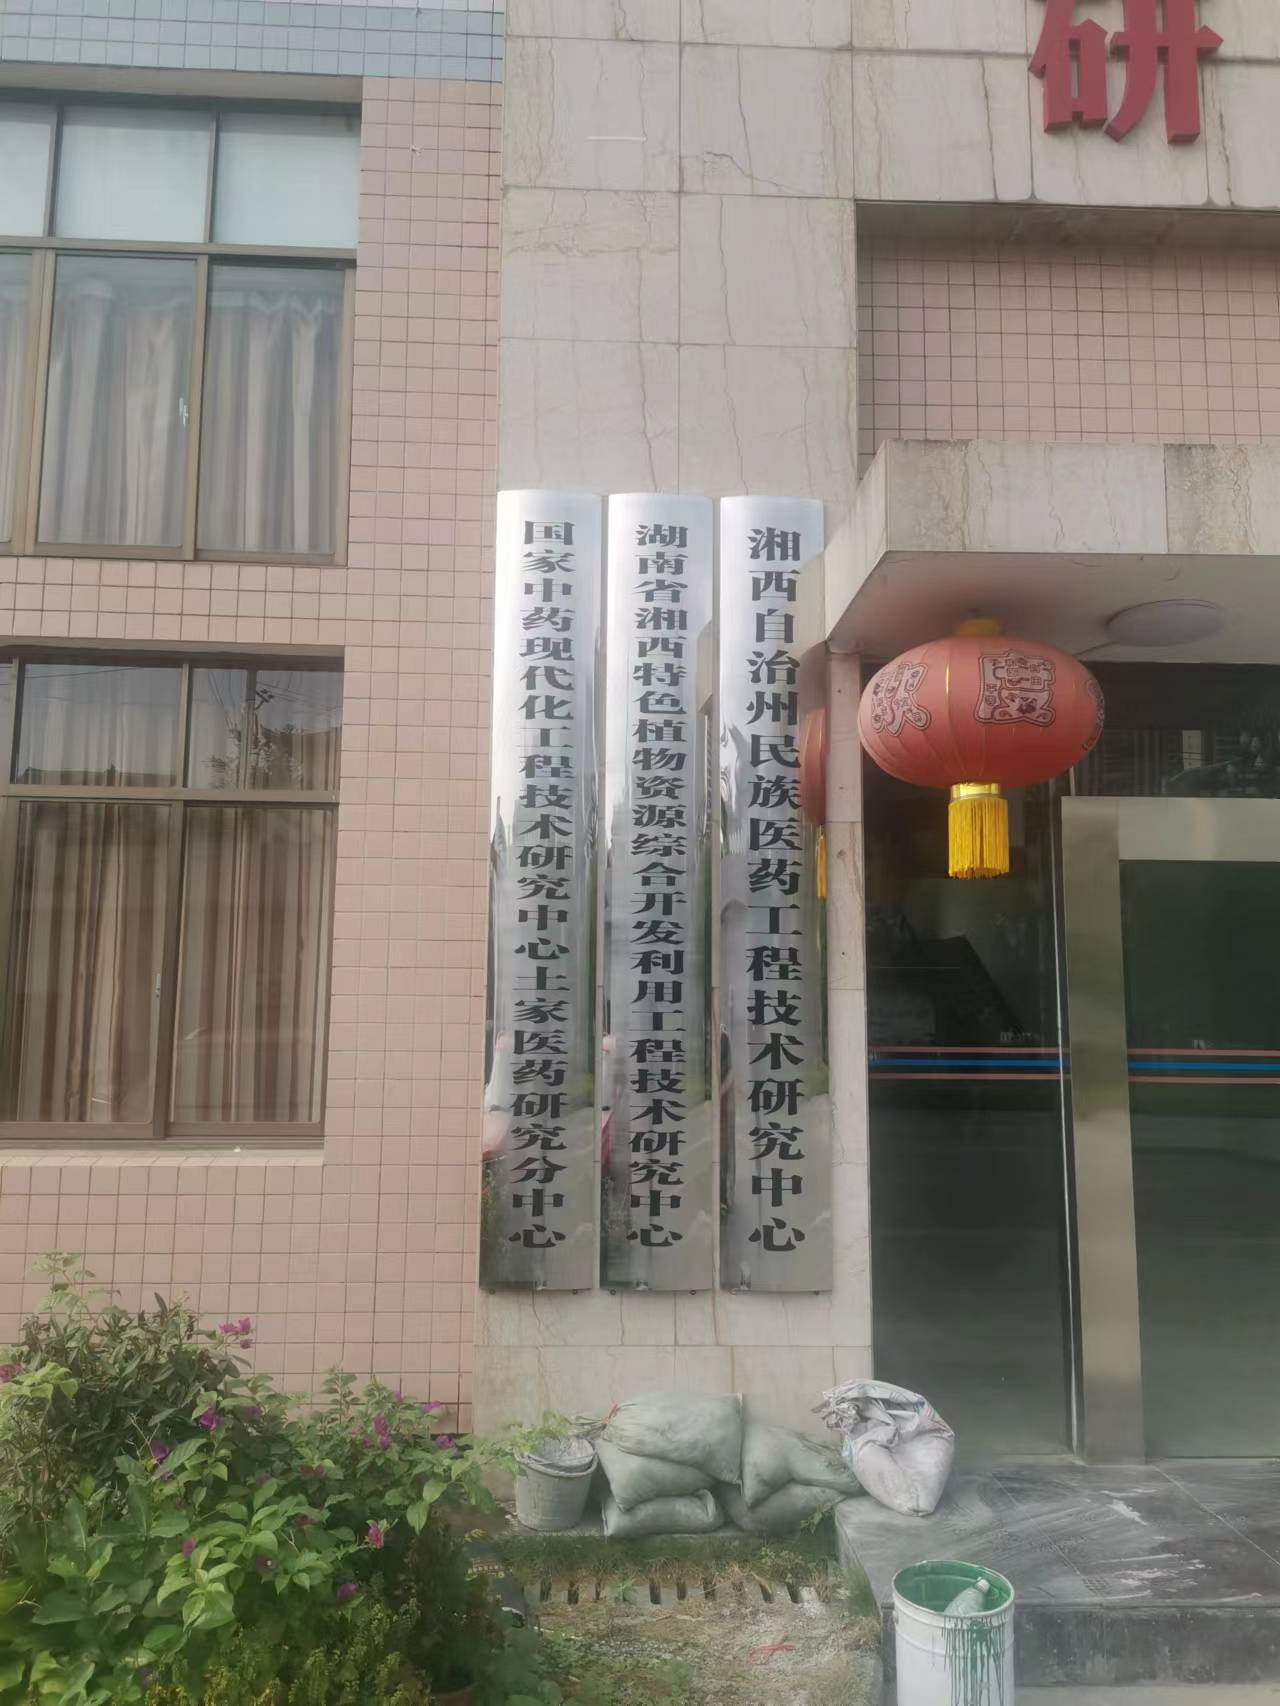 研
国家中药现代化工程技术研究中心土家医药研究分中心
湖南省湘西特色植物资源综合开发利用工程技术研究中心
湘西自治州民族医药工程技术研究中心
欢
度